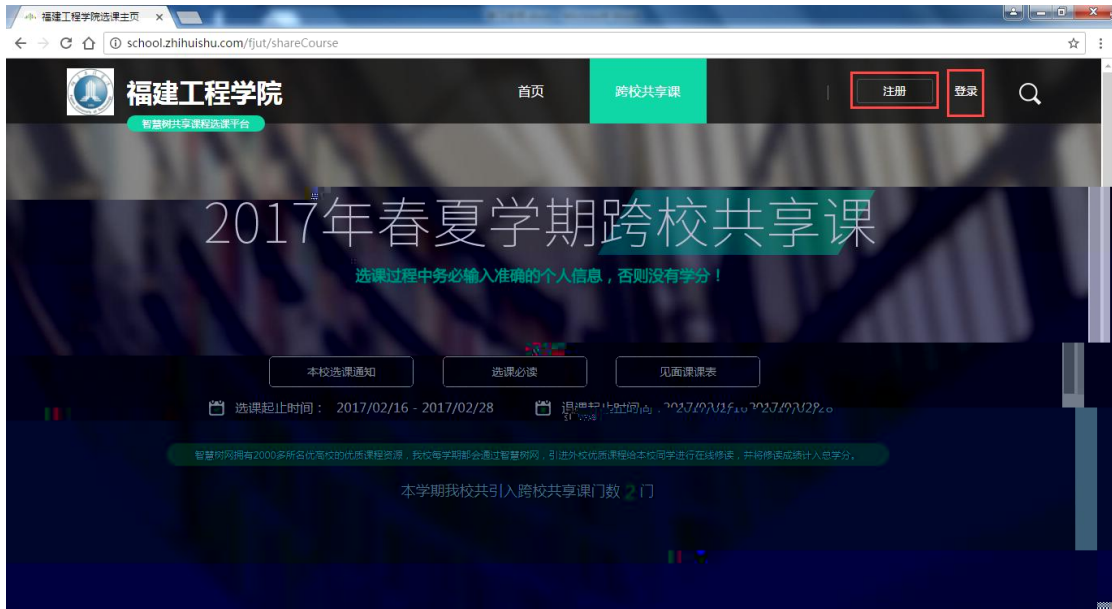 福建工程学院选课主页
school.zhihuishu.com/fjut/shareCourse
福建工程学院
首页
跨校共享课
注册
登录
智慧树共享课程选课平台
2017年春夏学期跨校共享课
选课过程中务必输入准确的个人信息，否则没有学分！
本校选课通知
选课必读
见面课课表
选课起止时间： 2017/02/16 - 2017/02/28
智慧树网拥有2000多所名优高校的优质课程资源，我校每学期都会通过智慧树网，引进外校优质课程给本校同学进行在线修读，并将修读成绩计入总学分。
本学期我校共引入跨校共享课门数 2 门